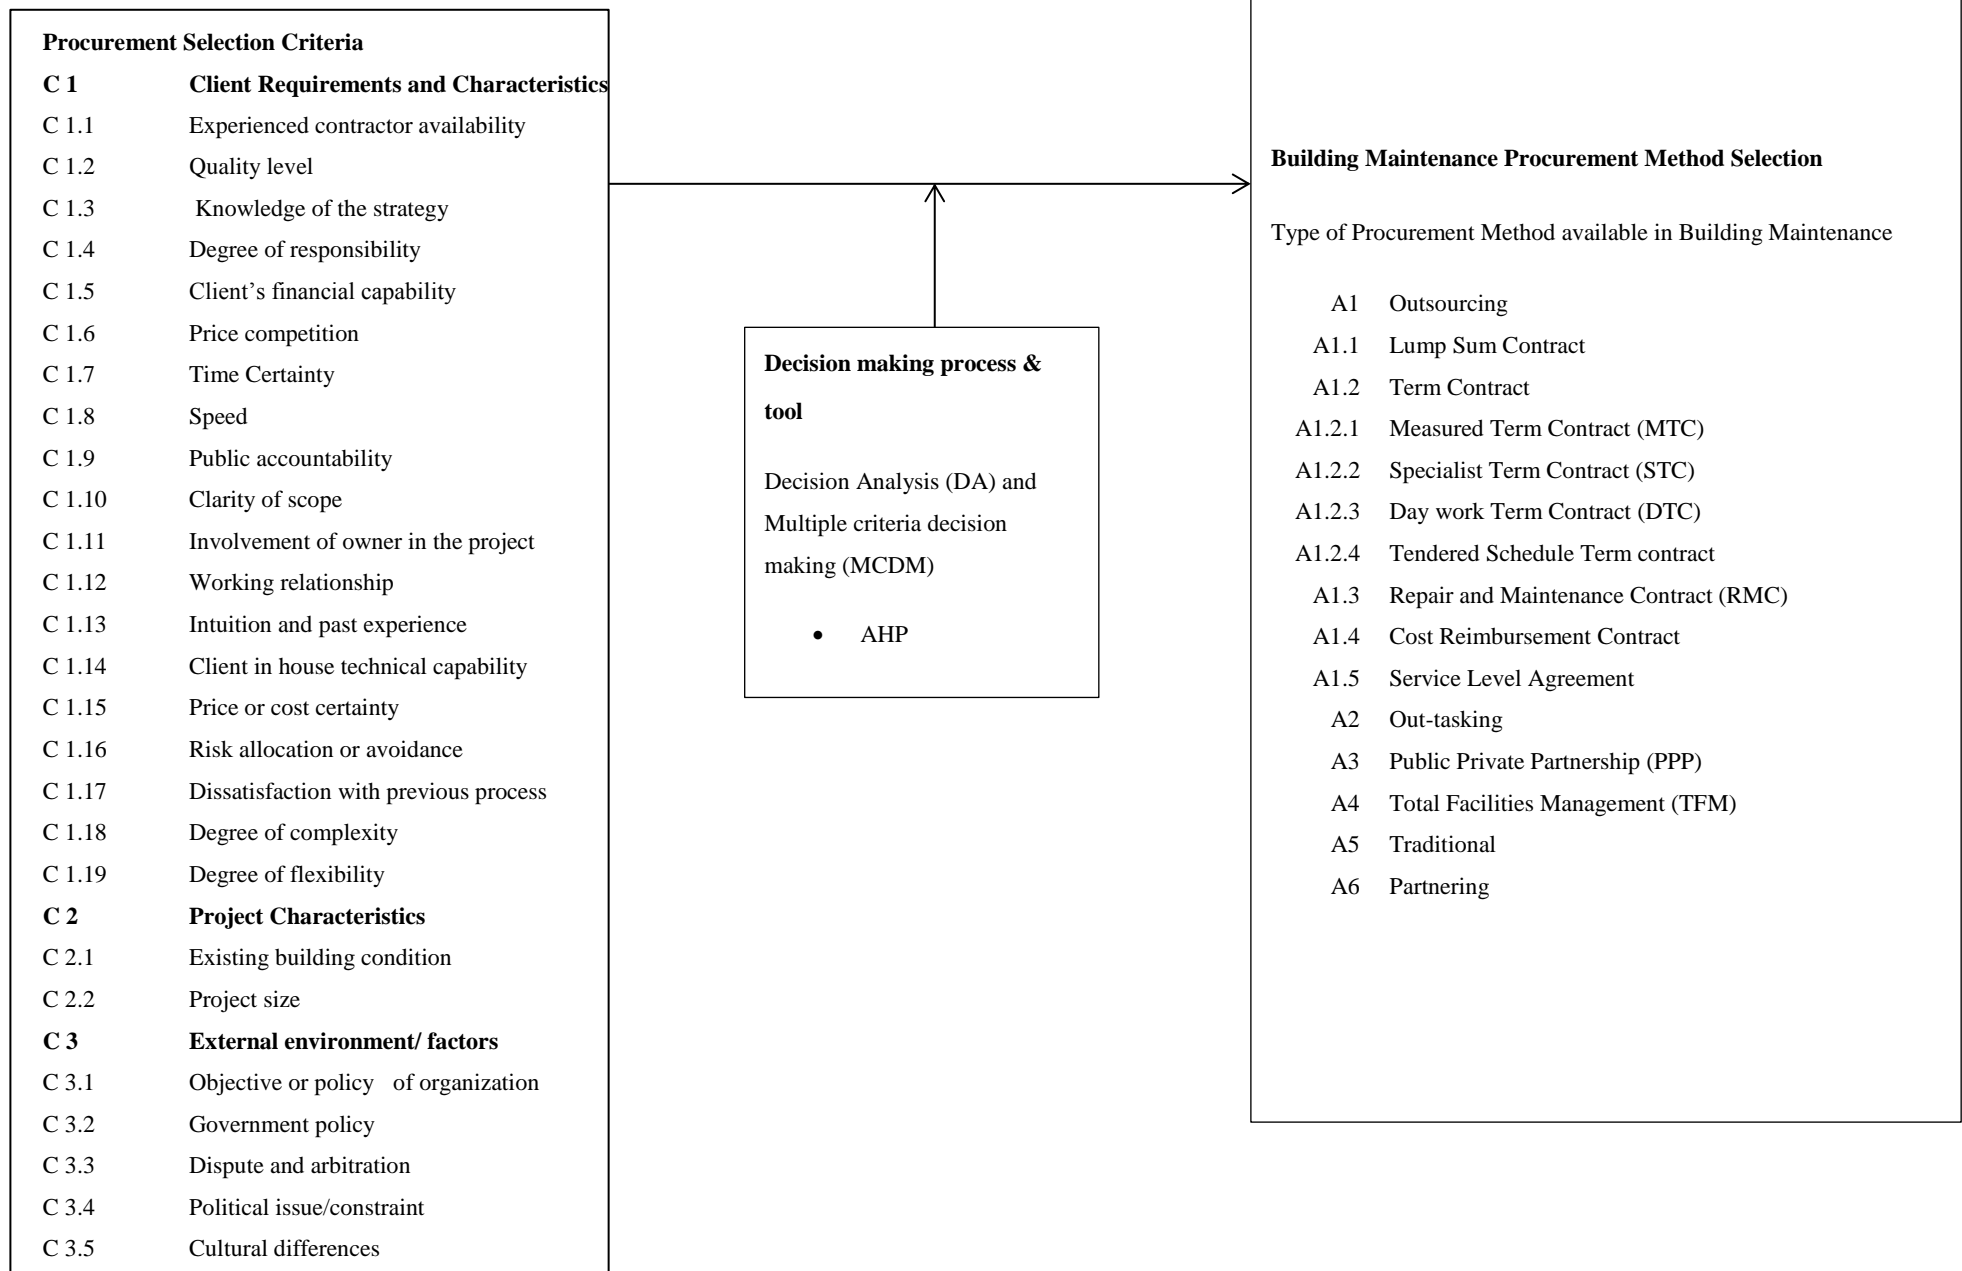 Procurement Selection Criteria
C 1 Client Requirements and Characteristics
C 1.1 Experienced contractor availability
C 1.2 Quality level
C 1.3 Knowledge of the strategy
C 1.4 Degree of responsibility
C 1.5 Client’s financial capability
C 1.6 Price competition
C 1.7 Time Certainty
C 1.8 Speed
C 1.9 Public accountability
C 1.10 Clarity of scope
C 1.11 Involvement of owner in the project
C 1.12 Working relationship
C 1.13 Intuition and past experience
C 1.14 Client in house technical capability
C 1.15 Price or cost certainty
C 1.16 Risk allocation or avoidance
C 1.17 Dissatisfaction with previous process
C 1.18 Degree of complexity
C 1.19 Degree of flexibility
C 2 Project Characteristics
C 2.1 Existing building condition
C 2.2 Project size
C 3 External environment/ factors
C 3.1 Objective or policy of organization
C 3.2 Government policy
C 3.3 Dispute and arbitration
C 3.4 Political issue/constraint
C 3.5 Cultural differences
Decision making process &
tool
Decision Analysis (DA) and
Multiple criteria decision
making (MCDM)
• AHP
Building Maintenance Procurement Method Selection
Type of Procurement Method available in Building Maintenance
A1 Outsourcing
A1.1 Lump Sum Contract
A1.2 Term Contract
A1.2.1 Measured Term Contract (MTC)
A1.2.2 Specialist Term Contract (STC)
A1.2.3 Day work Term Contract (DTC)
A1.2.4 Tendered Schedule Term contract
A1.3 Repair and Maintenance Contract (RMC)
A1.4 Cost Reimbursement Contract
A1.5 Service Level Agreement
A2 Out-tasking
A3 Public Private Partnership (PPP)
A4 Total Facilities Management (TFM)
A5 Traditional
A6 Partnering